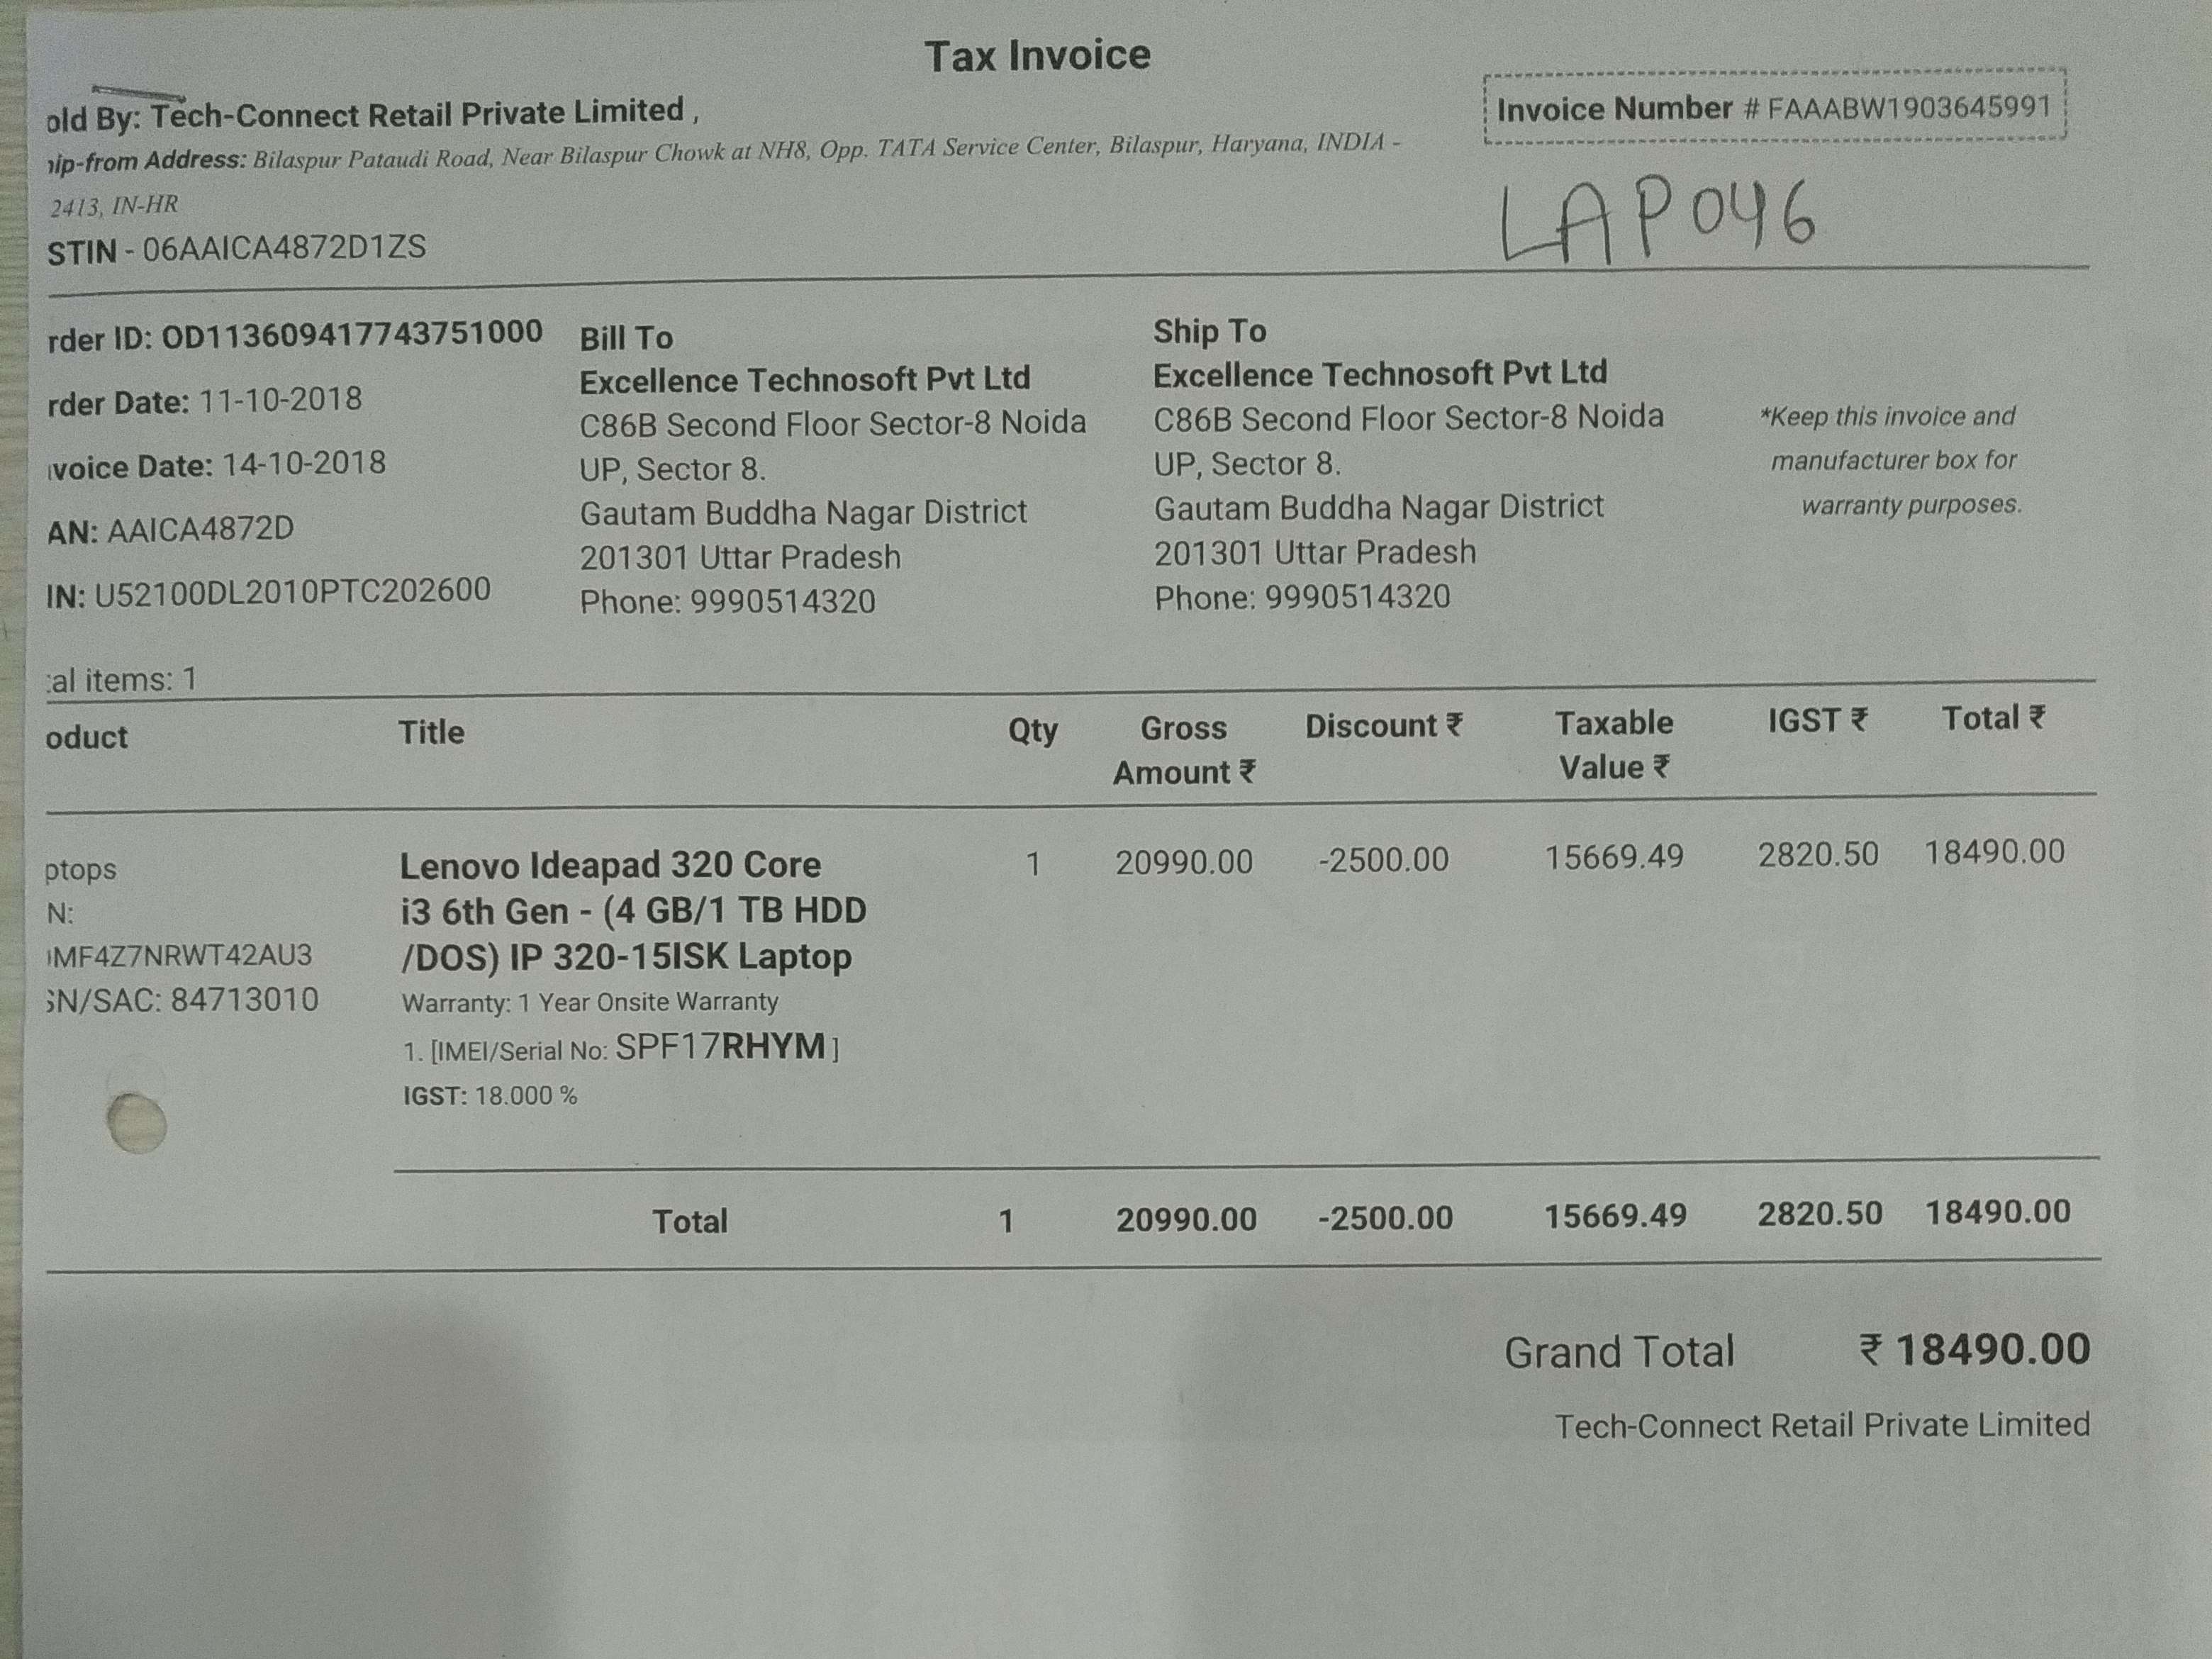 Tax Invoice
old By: Tech-Connect Retail Private Limited ,
Invoice Number # FAAABW1903645991
ip-from Address: Bilaspur Pataudi Road, Near Bilaspur Chowk at NH8, Opp. TATA Service Center, Bilaspur, Haryana, INDIA -
2413, IN-HR
LAP046
STIN - 06AAICA4872D1ZS
rder ID: OD113609417743751000
rder Date: 11-10-2018
voice Date: 14-10-2018
AN: AAICA4872D
IN: U52100DL2010PTC202600
Bill To
Excellence Technosoft Pvt Ltd
C86B Second Floor Sector-8 Noida
UP, Sector 8.
Gautam Buddha Nagar District
201301 Uttar Pradesh
Phone: 9990514320
Ship To
Excellence Technosoft Pvt Ltd
C86B Second Floor Sector-8 Noida
UP, Sector 8.
Gautam Buddha Nagar District
201301 Uttar Pradesh
Phone: 9990514320
*Keep this invoice and
manufacturer box for
warranty purposes.
al items: 1
oduct Title Qty Gross Amount ₹ Discount ₹ Taxable Value ₹ IGST ₹ Total ₹
ptops
N:
MF4Z7NRWT42AU3
SN/SAC: 84713010
Lenovo Ideapad 320 Core
i3 6th Gen - (4 GB/1 TB HDD
/DOS) IP 320-15ISK Laptop
Warranty: 1 Year Onsite Warranty
1. [IMEI/Serial No: SPF17RHYM ]
IGST: 18.000 %
1 20990.00 -2500.00 15669.49 2820.50 18490.00
Total 1 20990.00 -2500.00 15669.49 2820.50 18490.00
Grand Total ₹ 18490.00
Tech-Connect Retail Private Limited